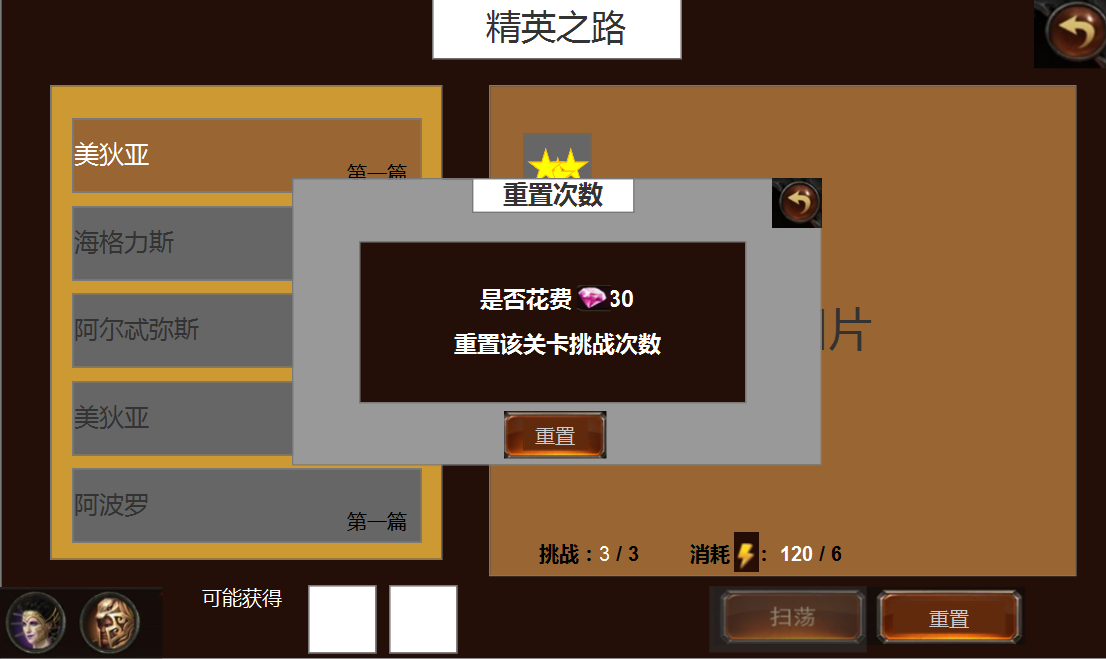 精英之路
美狄亚
第一篇
海格力斯
阿尔忒弥斯
美狄亚
阿波罗
第一篇
重置次数
是否花费30
重置该关卡挑战次数
重置
片
挑战：3 / 3
消耗： 120 / 6
可能获得
扫荡
重置